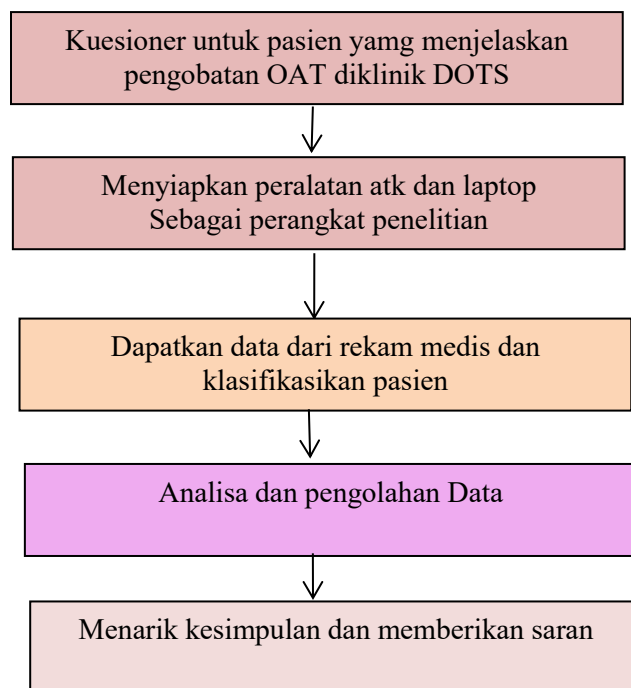 Kuesioner untuk pasien yamg menjelaskan
pengobatan OAT diklinik DOTS
Menyiapkan peralatan atk dan laptop
Sebagai perangkat penelitian
Dapatkan data dari rekam medis dan
klasifikasikan pasien
Analisa dan pengolahan Data
Menarik kesimpulan dan memberikan saran